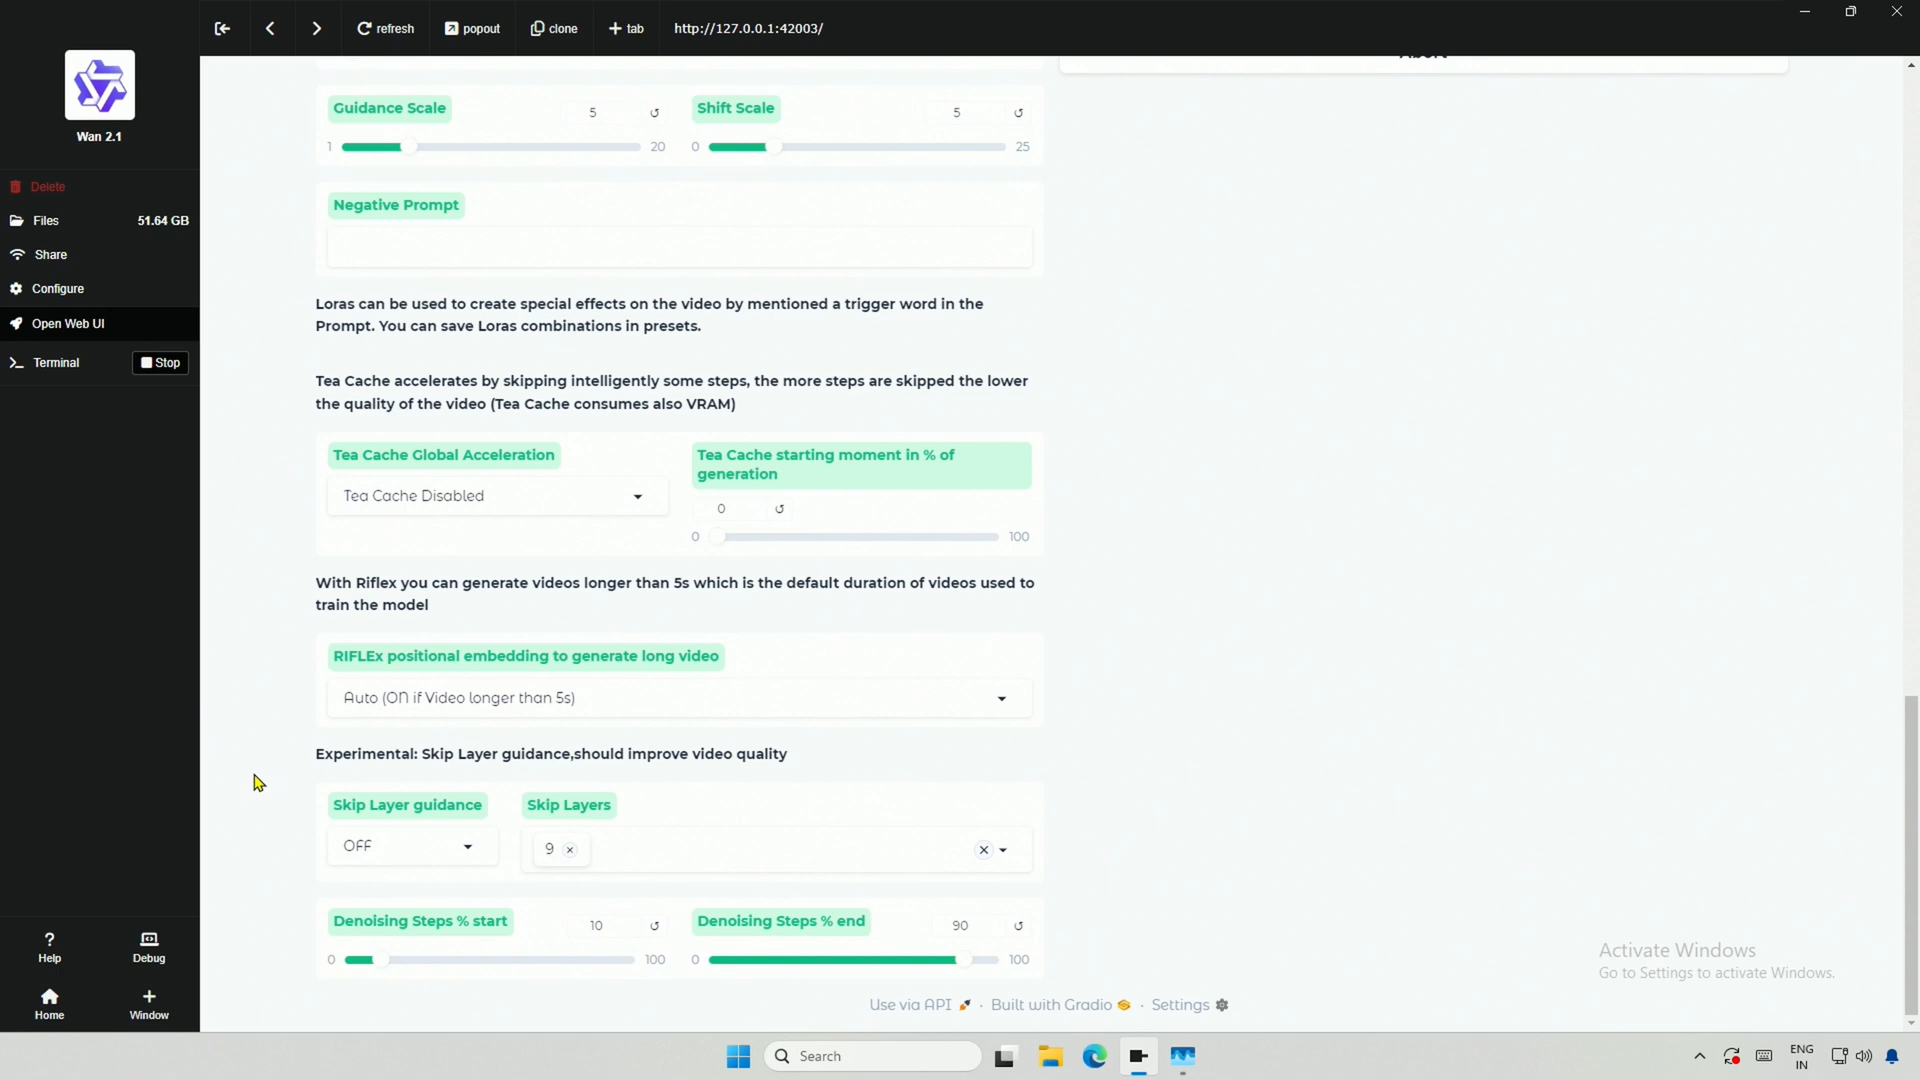 refresh
popout
clone
tab
http://127.0.0.1:42003/
Wan 2.1
Delete
Files 51.64 GB
Share
Configure
Open Web UI
Terminal
Stop
Help
Debug
Home
Window
Abort
Guidance Scale
5
1
20
Shift Scale
5
0
25
Negative Prompt
Loras can be used to create special effects on the video by mentioned a trigger word in the
Prompt. You can save Loras combinations in presets.
Tea Cache accelerates by skipping intelligently some steps, the more steps are skipped the lower
the quality of the video (Tea Cache consumes also VRAM)
Tea Cache Global Acceleration
Tea Cache Disabled
Tea Cache starting moment in % of
generation
0
0
100
With Riflex you can generate videos longer than 5s which is the default duration of videos used to
train the model
RIFLEx positional embedding to generate long video
Auto (ON if Video longer than 5s)
Experimental: Skip Layer guidance,should improve video quality
Skip Layer guidance
OFF
Skip Layers
9
Denoising Steps % start
10
0
100
Denoising Steps % end
90
0
100
Use via API · Built with Gradio · Settings
Activate Windows
Go to Settings to activate Windows.
Search
ENG
IN